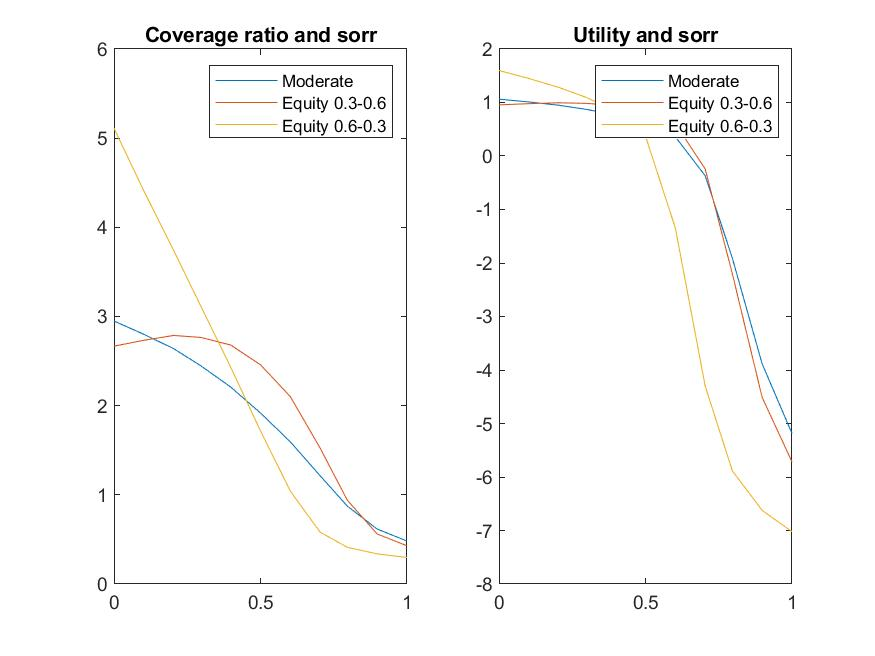 Coverage ratio and sorr
6
5
4
3
2
1
0
0 0.5 1
Moderate
Equity 0.3-0.6
Equity 0.6-0.3
Utility and sorr
2
1
0
-1
-2
-3
-4
-5
-6
-7
-8
0 0.5 1
Moderate
Equity 0.3-0.6
Equity 0.6-0.3